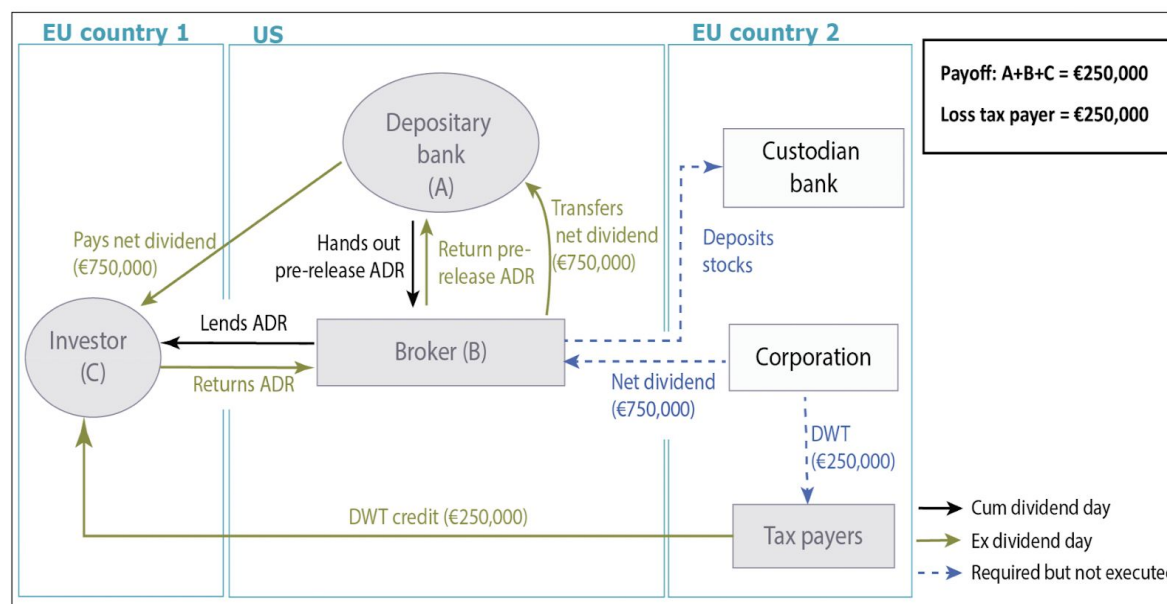 EU country 1
US
EU country 2
Payoff: A+B+C = €250,000
Loss tax payer = €250,000
Depositary
bank
(A)
Custodian
bank
Pays net dividend
(€750,000)
Hands out
pre-release ADR
Return pre-
release ADR
Transfers
net dividend
(€750,000)
Deposits
stocks
Investor
(C)
Lends ADR
Returns ADR
Broker (B)
Net dividend
(€750,000)
Corporation
DWT
(€250,000)
DWT credit (€250,000)
Tax payers
Cum dividend day
Ex dividend day
Required but not executed